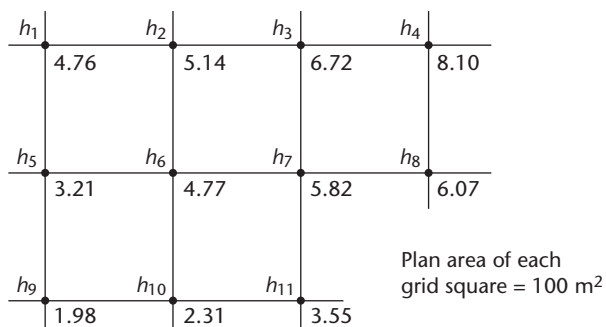 h1 h2 h3 h4
4.76 5.14 6.72 8.10
h5 h6 h7 h8
3.21 4.77 5.82 6.07
Plan area of each
grid square = 100 m²
h9 h10 h11
1.98 2.31 3.55